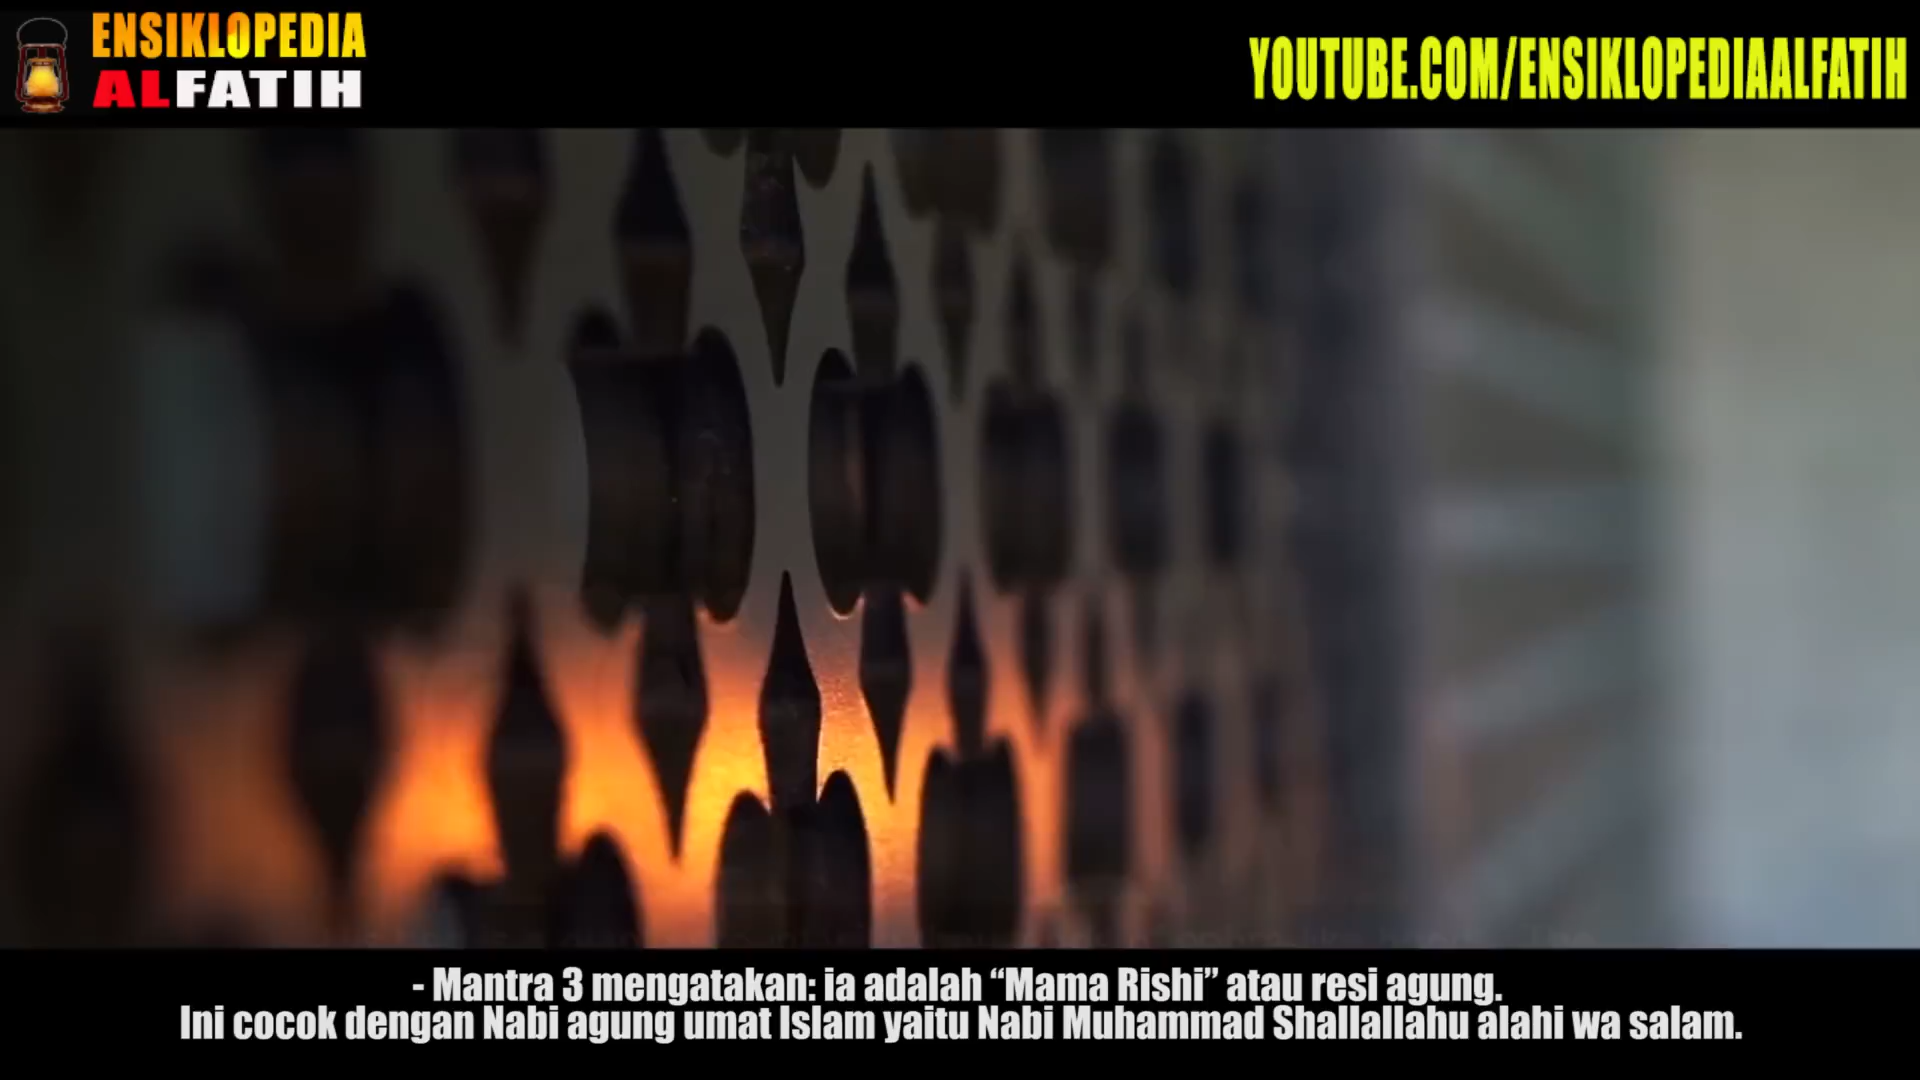 ENSIKLOPEDIA
ALFATIH
YOUTUBE.COM/ENSIKLOPEDIAALFATIH
- Mantra 3 mengatakan: ia adalah “Mama Rishi” atau resi agung.
Ini cocok dengan Nabi agung umat Islam yaitu Nabi Muhammad Shallallahu alahi wa salam.